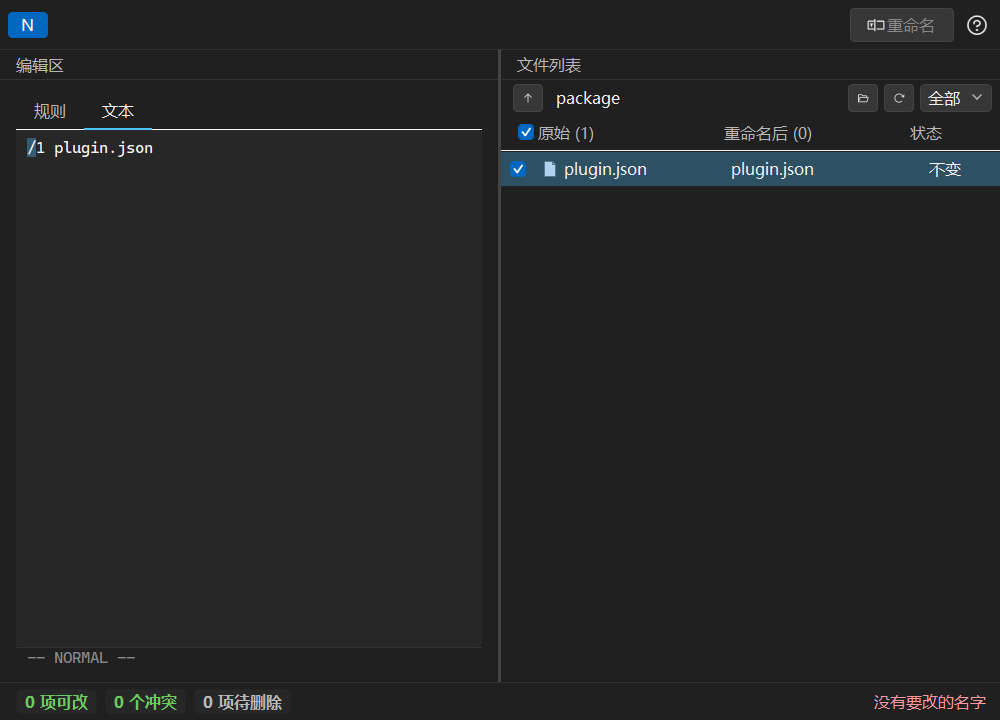 N
重命名
编辑区
文件列表
规则 文本
package
全部
原始 (1) 重命名后 (0) 状态
/1 plugin.json
plugin.json plugin.json 不变
-- NORMAL --
0 项可改 0 个冲突 0 项待删除
没有要改的名字